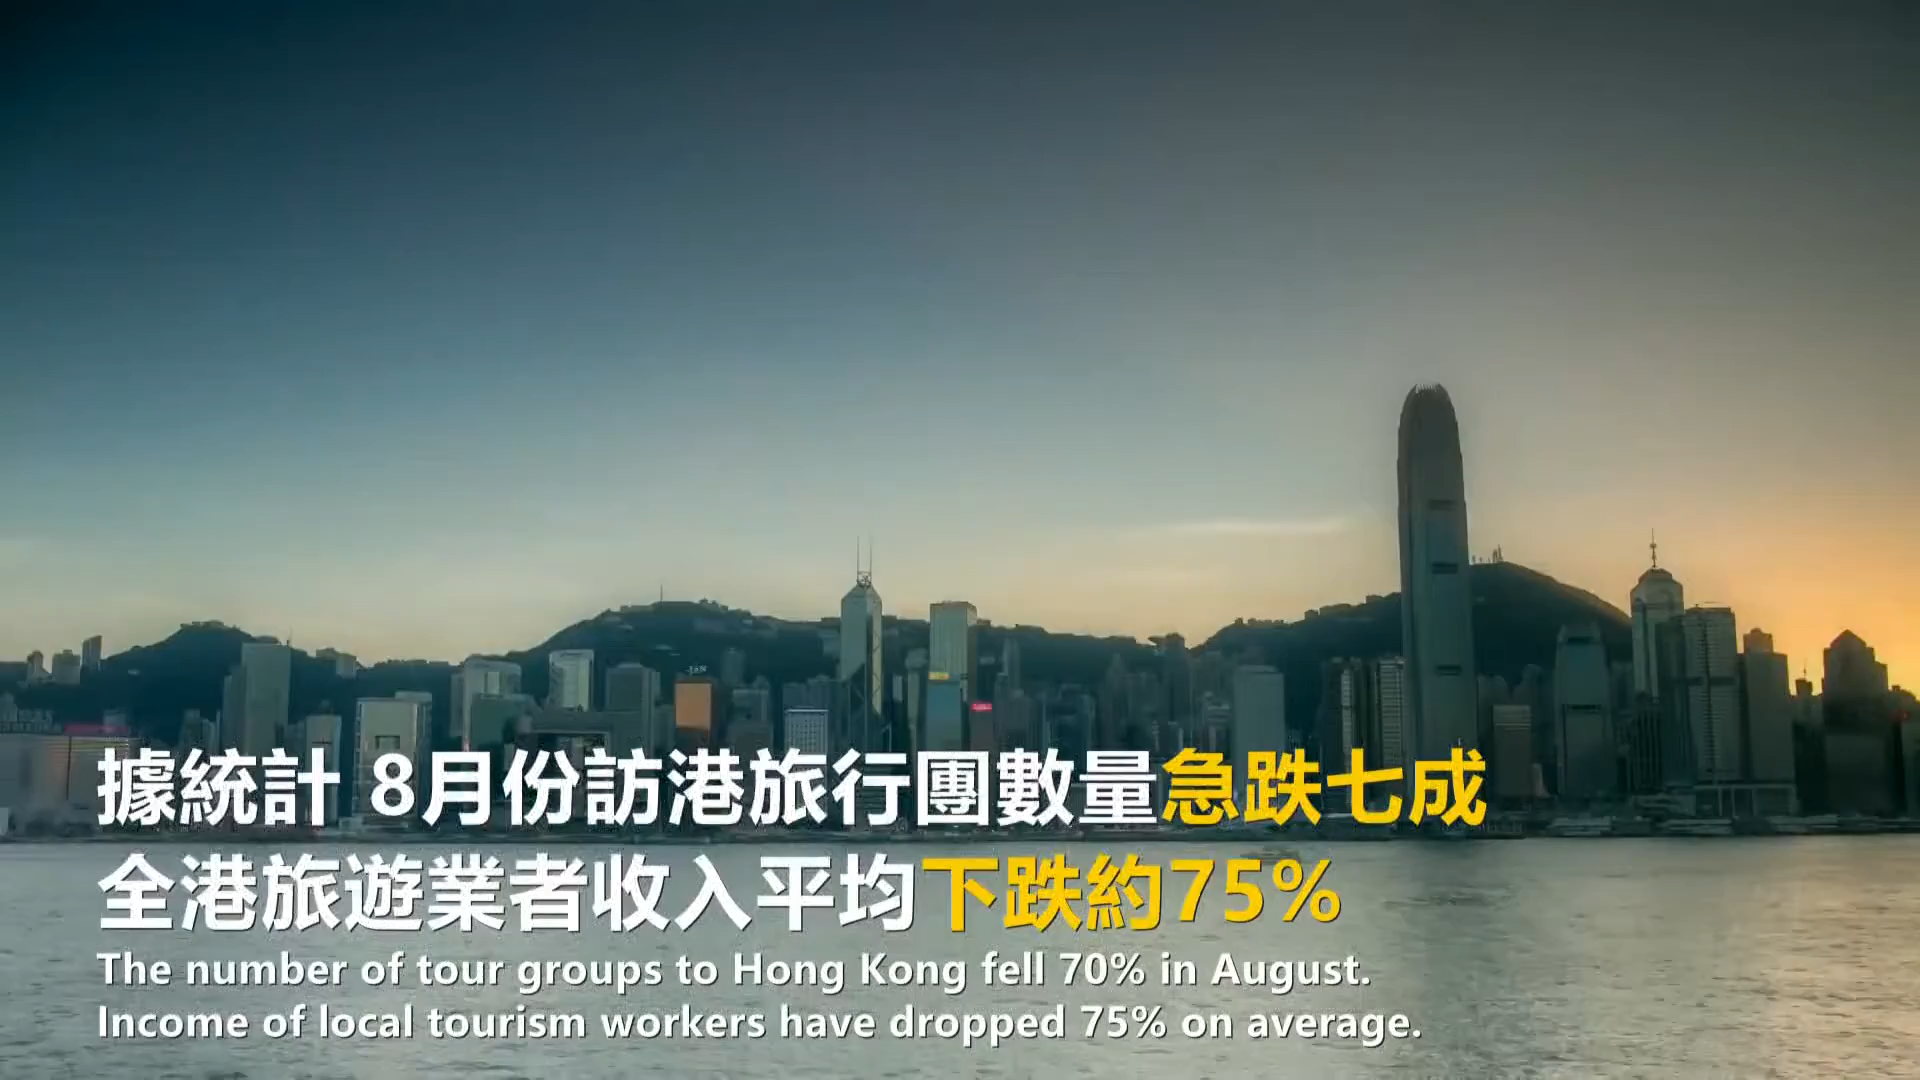 據統計 8月份訪港旅行團數量急跌七成
全港旅遊業者收入平均下跌約75%
The number of tour groups to Hong Kong fell 70% in August.
Income of local tourism workers have dropped 75% on average.